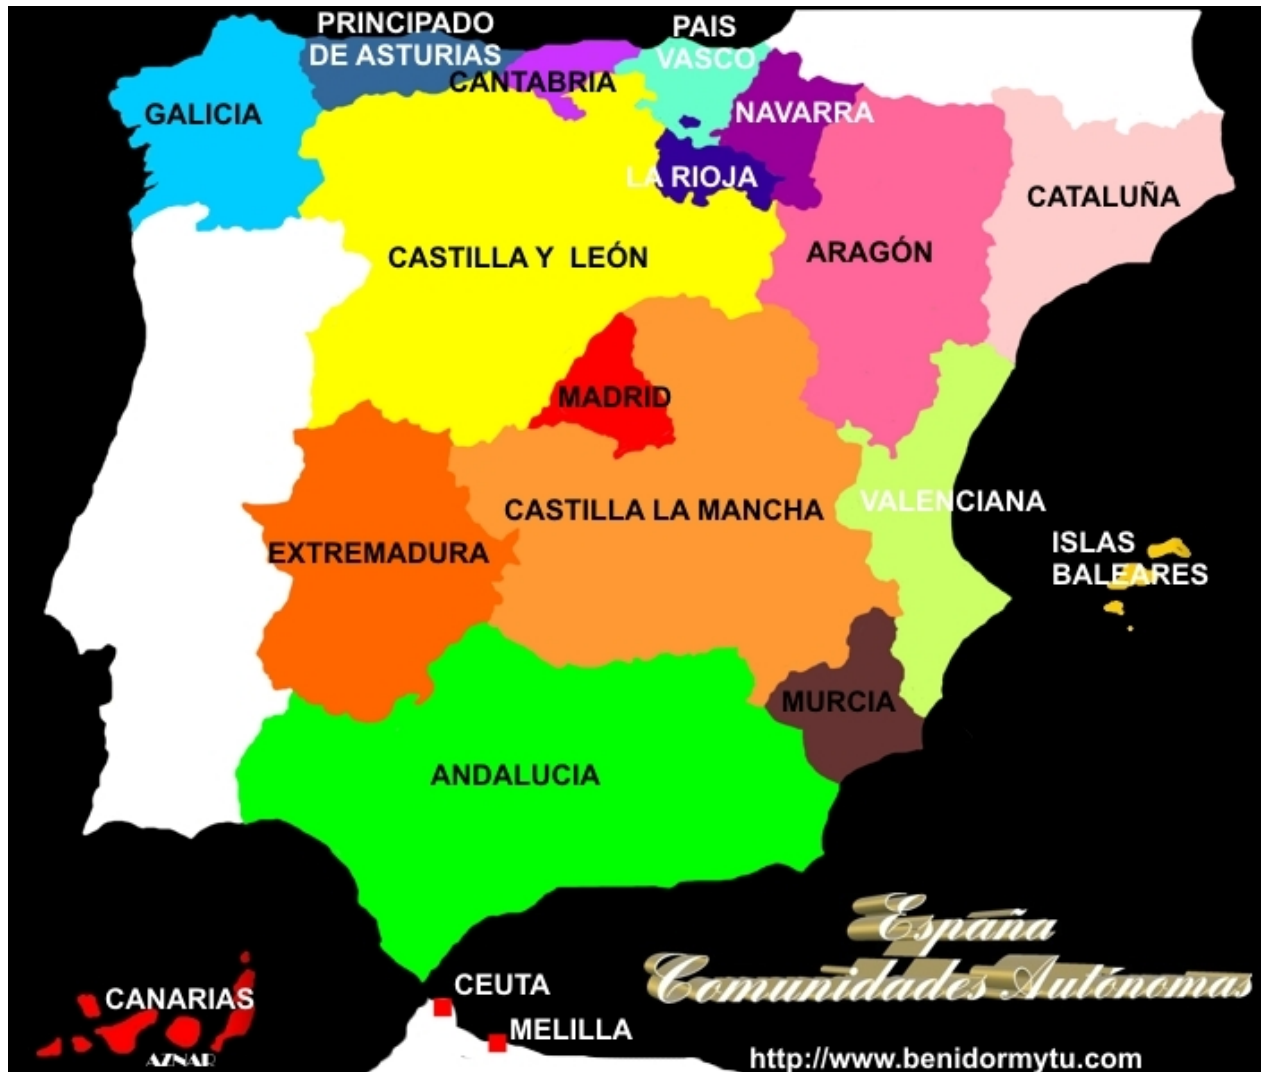 PRINCIPADO
DE ASTURIAS
PAIS
VASCO
CANTABRIA
GALICIA
NAVARRA
LA RIOJA
CATALUÑA
CASTILLA Y LEÓN
ARAGÓN
MADRID
CASTILLA LA MANCHA
VALENCIANA
EXTREMADURA
ISLAS
BALEARES
MURCIA
ANDALUCIA
España
Comunidades Autónomas
CANARIAS
AZNAR
CEUTA
MELILLA
http://www.benidormytu.com